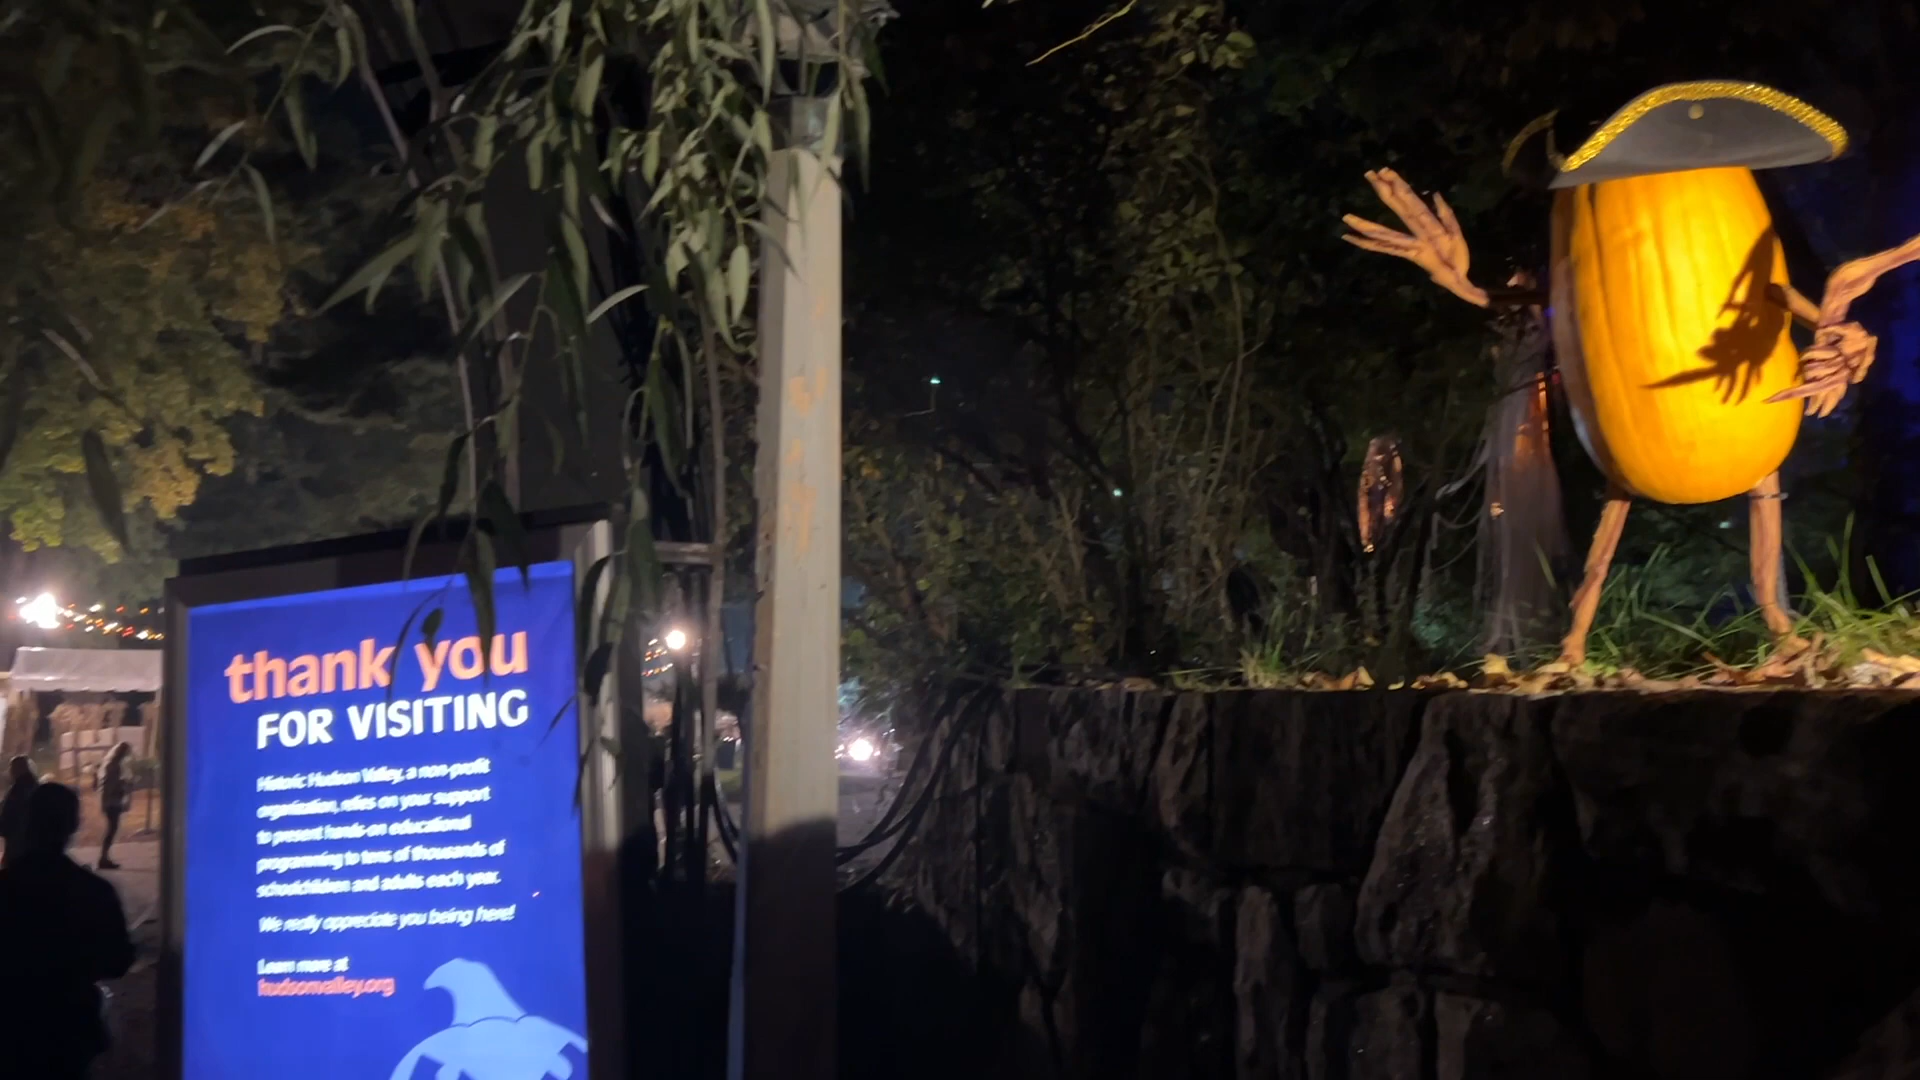 thank you
FOR VISITING
Historic Hudson Valley, a non-profit
organization, relies on your support
to present hands-on educational
programming to tens of thousands of
schoolchildren and adults each year.
We really appreciate you being here!
Learn more at
hudsonvalley.org